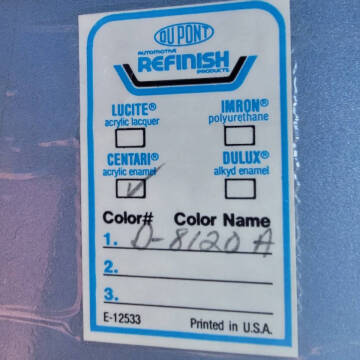 DU PONT
AUTOMOTIVE
REFINISH
PRODUCTS
LUCITE® IMRON®
acrylic lacquer polyurethane
CENTARI® DULUX®
acrylic enamel alkyd enamel
Color# Color Name
1. D-8120 A
2.
3.
E-12533 Printed in U.S.A.